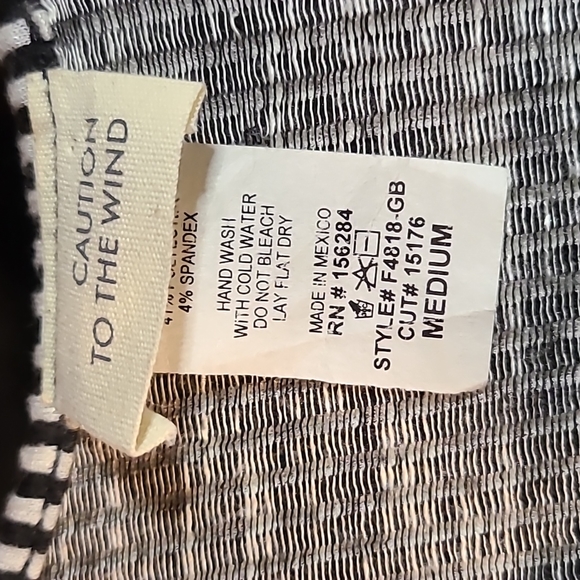 CAUTION
TO THE WIND
4% SPANDEX
HAND WASH
WITH COLD WATER
DO NOT BLEACH
LAY FLAT DRY
MADE IN MEXICO
RN # 156284
STYLE# F4818-GB
CUT# 15176
MEDIUM